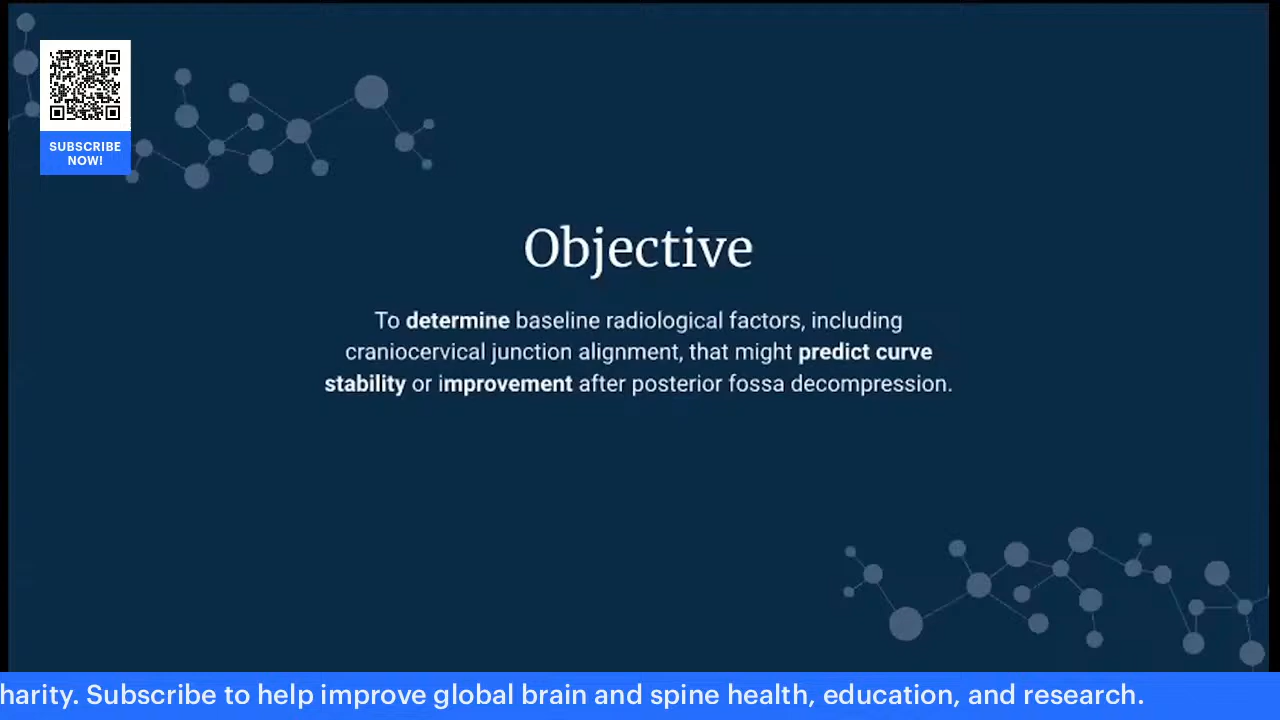 SUBSCRIBE
NOW!
Objective
To determine baseline radiological factors, including
craniocervical junction alignment, that might predict curve
stability or improvement after posterior fossa decompression.
harity. Subscribe to help improve global brain and spine health, education, and research.